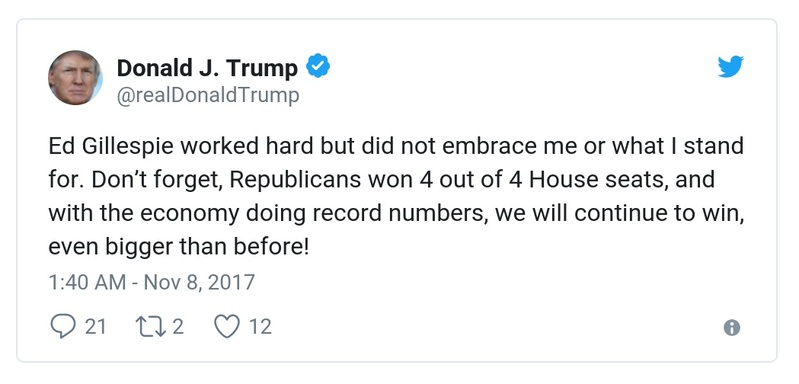 Donald J. Trump
@realDonaldTrump
Ed Gillespie worked hard but did not embrace me or what I stand
for. Don’t forget, Republicans won 4 out of 4 House seats, and
with the economy doing record numbers, we will continue to win,
even bigger than before!
1:40 AM - Nov 8, 2017
21 2 12